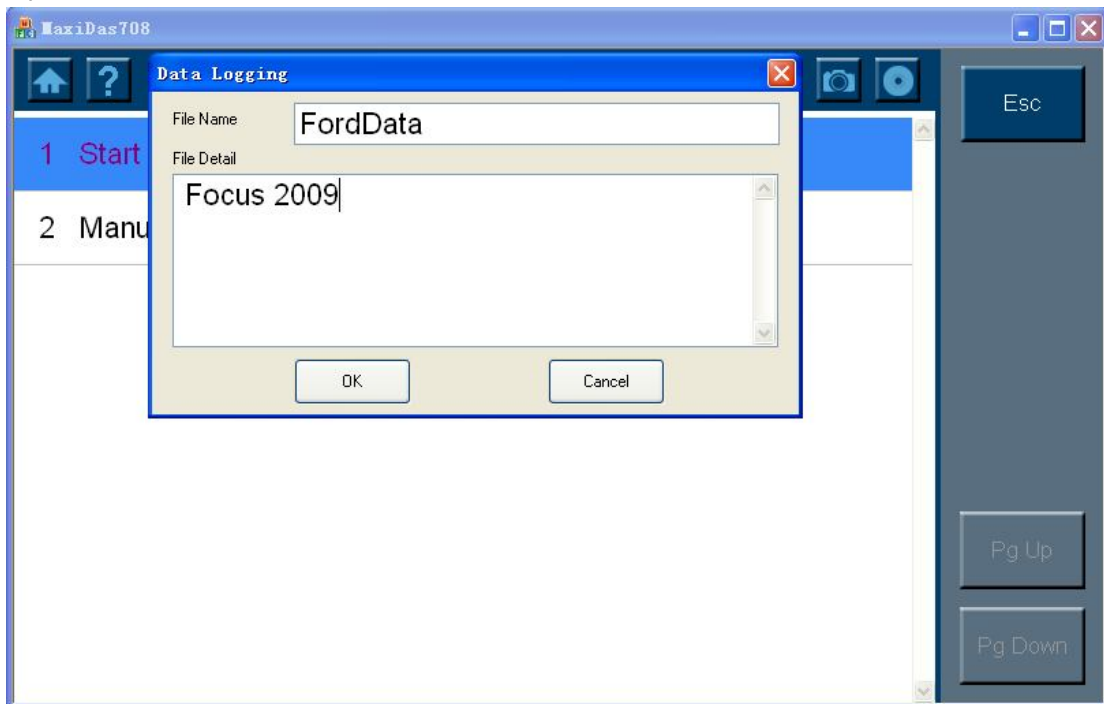 MaxiDas708
Data Logging
Esc
File Name
FordData
1 Start
File Detail
Focus 2009
2 Manu
OK
Cancel
Pg Up
Pg Down